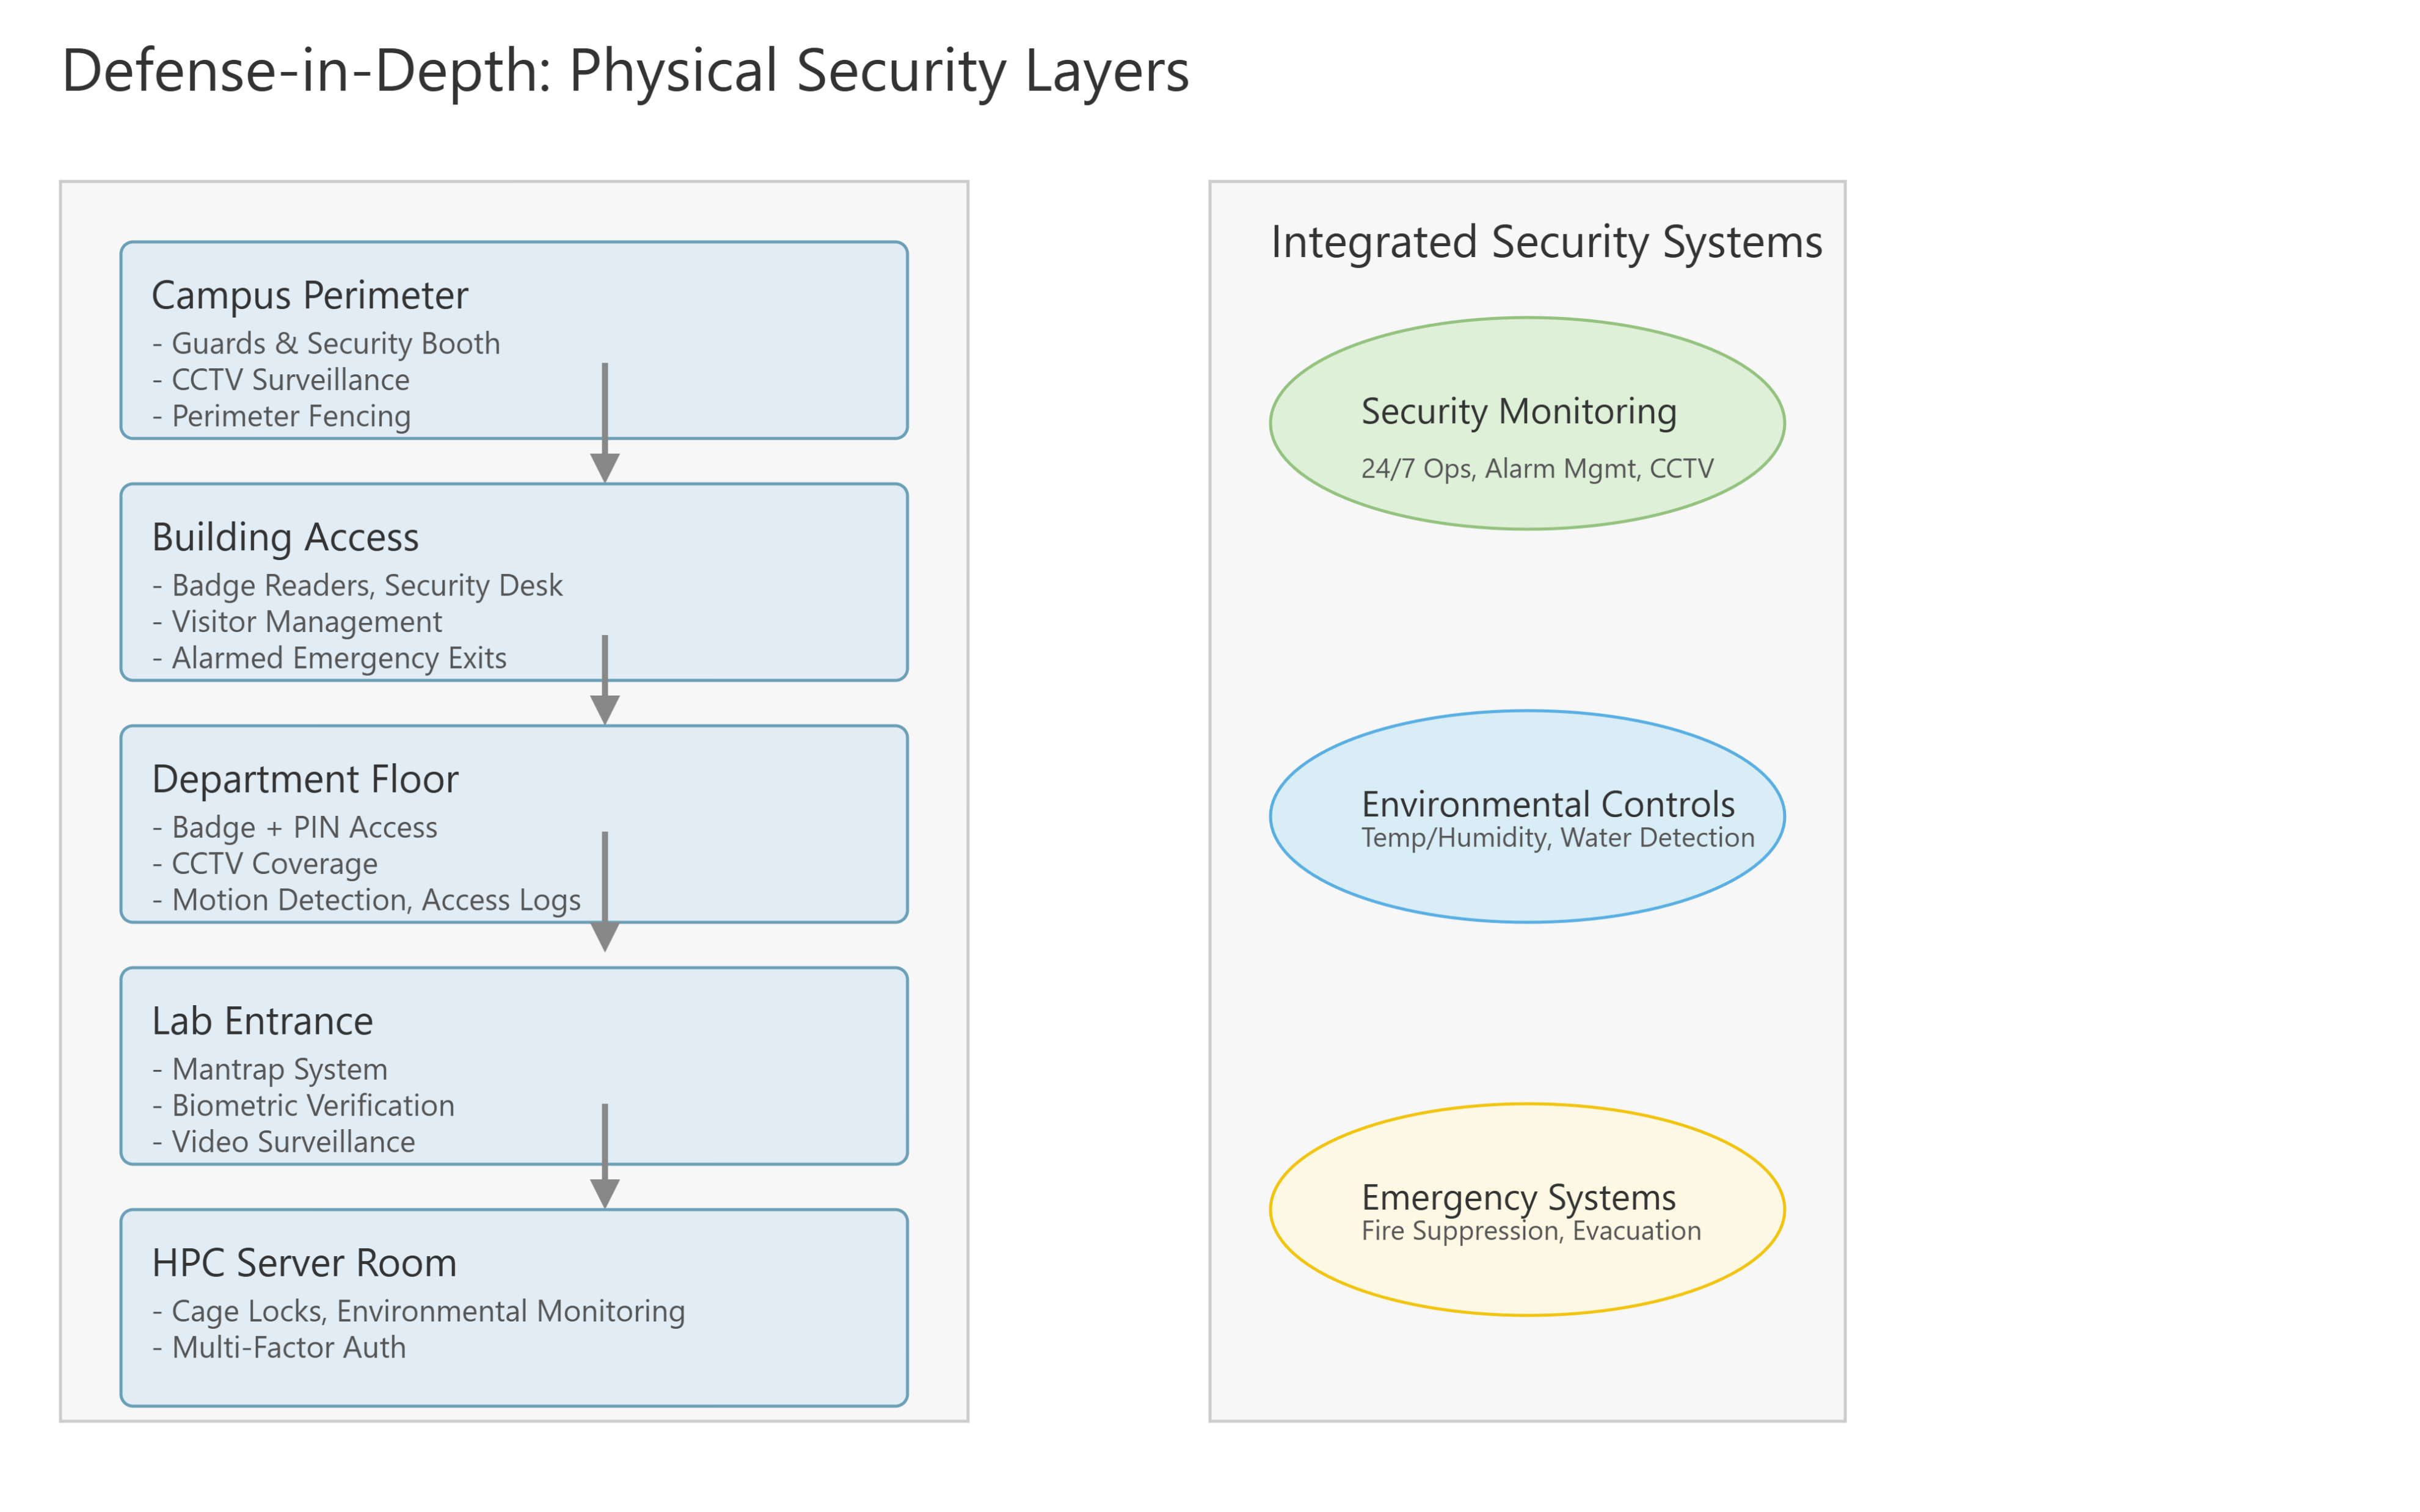 Defense-in-Depth: Physical Security Layers
Campus Perimeter
- Guards & Security Booth
- CCTV Surveillance
- Perimeter Fencing
Building Access
- Badge Readers, Security Desk
- Visitor Management
- Alarmed Emergency Exits
Department Floor
- Badge + PIN Access
- CCTV Coverage
- Motion Detection, Access Logs
Lab Entrance
- Mantrap System
- Biometric Verification
- Video Surveillance
HPC Server Room
- Cage Locks, Environmental Monitoring
- Multi-Factor Auth
Integrated Security Systems
Security Monitoring
24/7 Ops, Alarm Mgmt, CCTV
Environmental Controls
Temp/Humidity, Water Detection
Emergency Systems
Fire Suppression, Evacuation